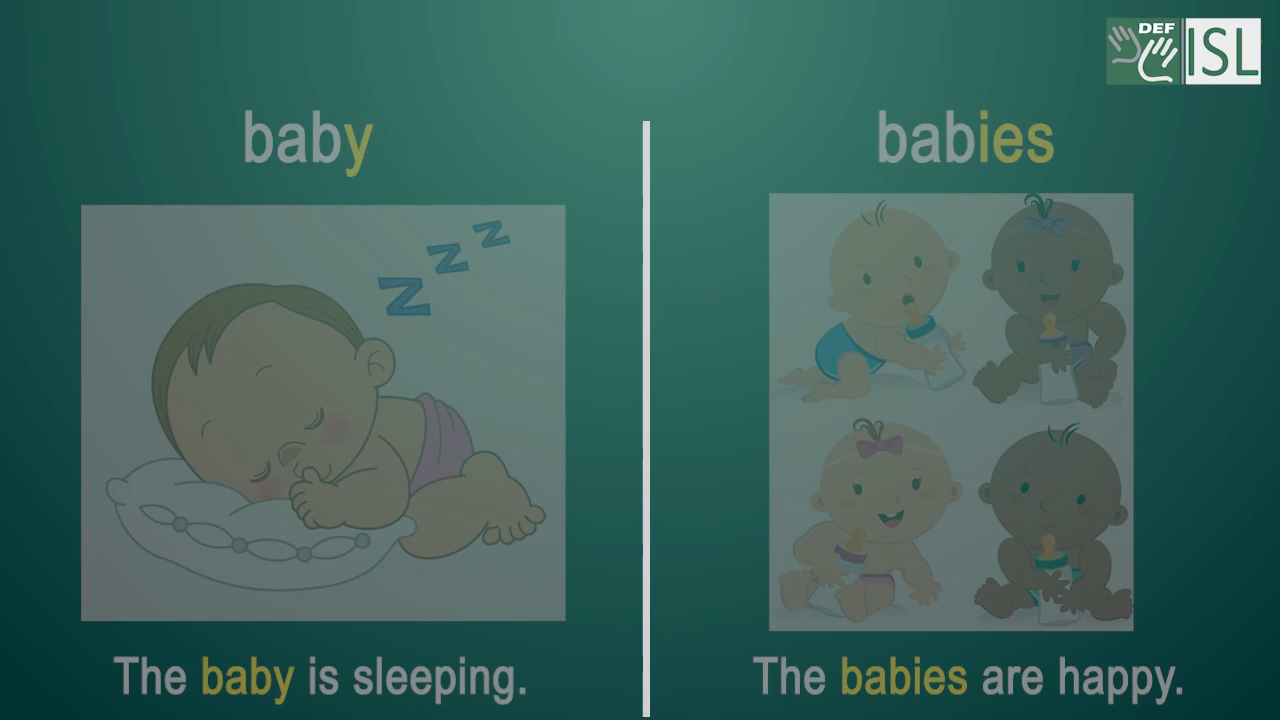 DEF
ISL
baby
babies
z z z
The baby is sleeping.
The babies are happy.